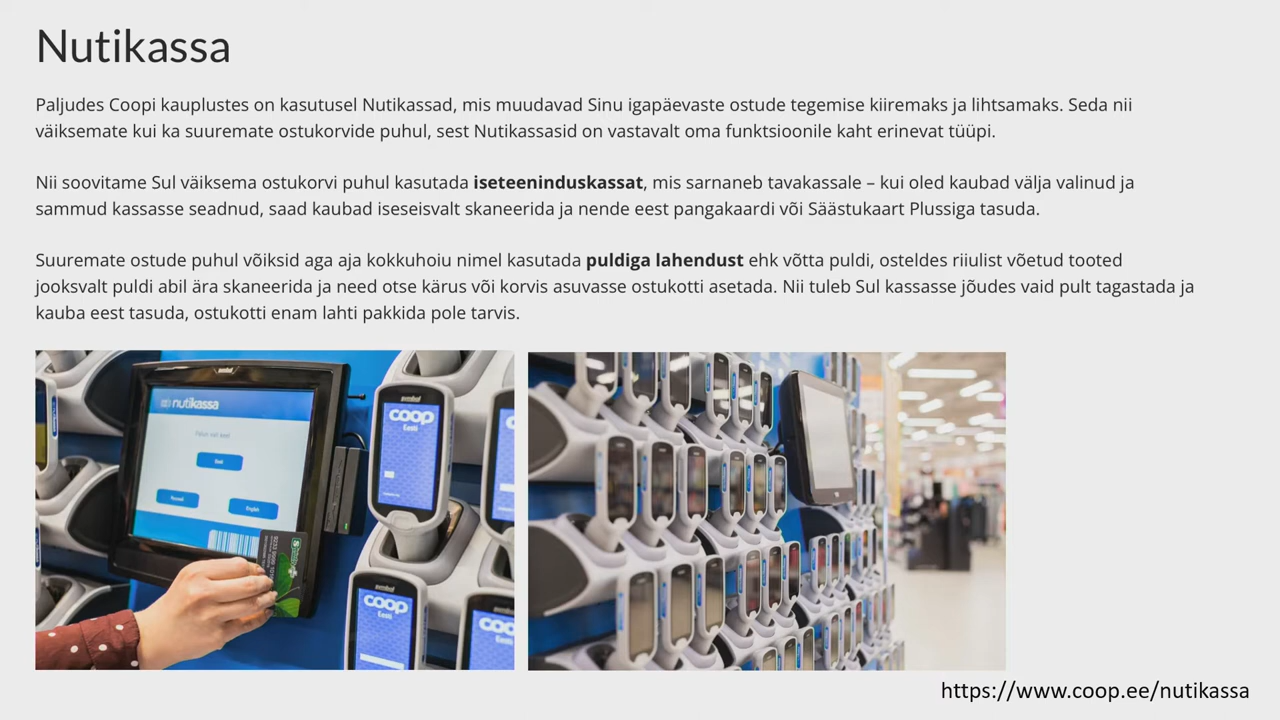 Nutikassa
Paljudes Coopi kauplustes on kasutusel Nutikassad, mis muudavad Sinu igapäevaste ostude tegemise kiiremaks ja lihtsamaks. Seda nii
väiksemate kui ka suuremate ostukorvide puhul, sest Nutikassasid on vastavalt oma funktsioonile kaht erinevat tüüpi.
Nii soovitame Sul väiksema ostukorvi puhul kasutada iseteeninduskassat, mis sarnaneb tavakassale – kui oled kaubad välja valinud ja
sammud kassasse seadnud, saad kaubad iseseisvalt skaneerida ja nende eest pangakaardi või Säästukaart Plussiga tasuda.
Suuremate ostude puhul võiksid aga aja kokkuhoiu nimel kasutada puldiga lahendust ehk võtta puldi, osteldes riiulist võetud tooted
jooksvalt puldi abil ära skaneerida ja need otse kärus või korvis asuvasse ostukotti asetada. Nii tuleb Sul kassasse jõudes vaid pult tagastada ja
kauba eest tasuda, ostukotti enam lahti pakkida pole tarvis.
nutikassa
Palun vali keel
Eesti
English
coop
Eesti
coop
Eesti
coop
https://www.coop.ee/nutikassa